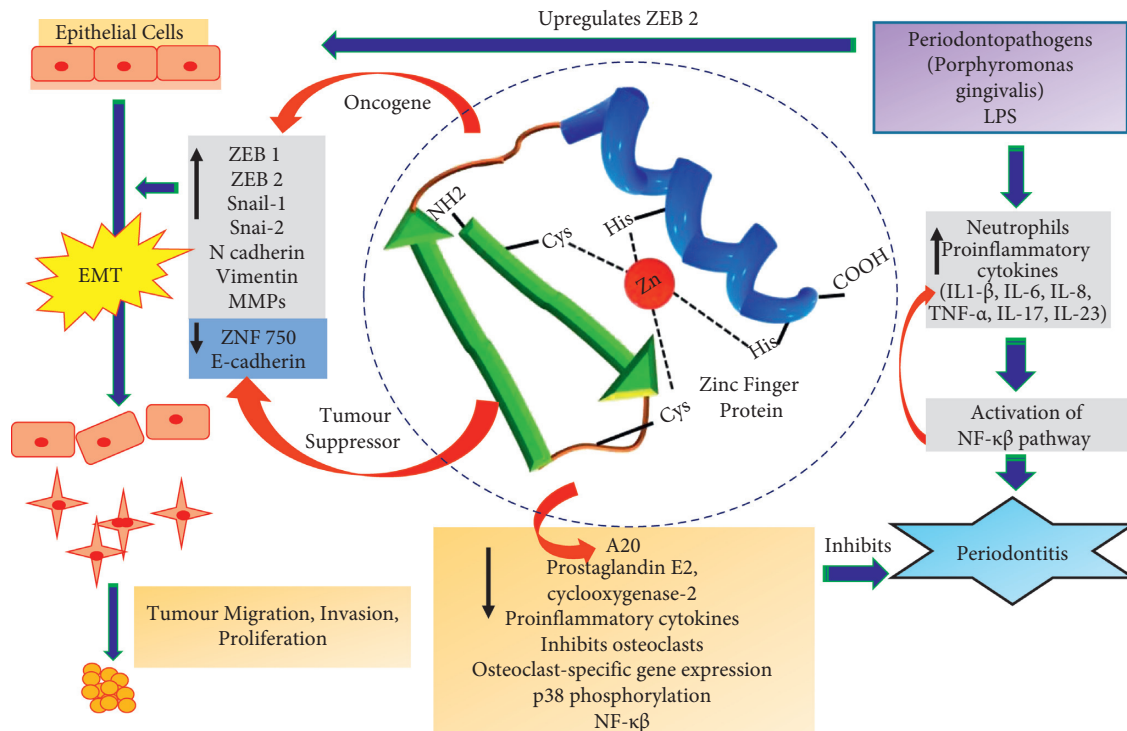 Upregulates ZEB 2
Epithelial Cells
Periodontopathogens
(Porphyromonas
gingivalis)
LPS
Oncogene
ZEB 1
ZEB 2
Snail-1
Snai-2
N cadherin
Vimentin
MMPs
ZNF 750
E-cadherin
EMT
Tumour
Suppressor
NH2
Cys
His
Zn
COOH
His
Cys
Zinc Finger
Protein
Neutrophils
Proinflammatory
cytokines
(IL1-β, IL-6, IL-8,
TNF-α, IL-17, IL-23)
Activation of
NF-κβ pathway
Periodontitis
Inhibits
A20
Prostaglandin E2,
cyclooxygenase-2
Proinflammatory cytokines
Inhibits osteoclasts
Osteoclast-specific gene expression
p38 phosphorylation
NF-κβ
Tumour Migration, Invasion,
Proliferation